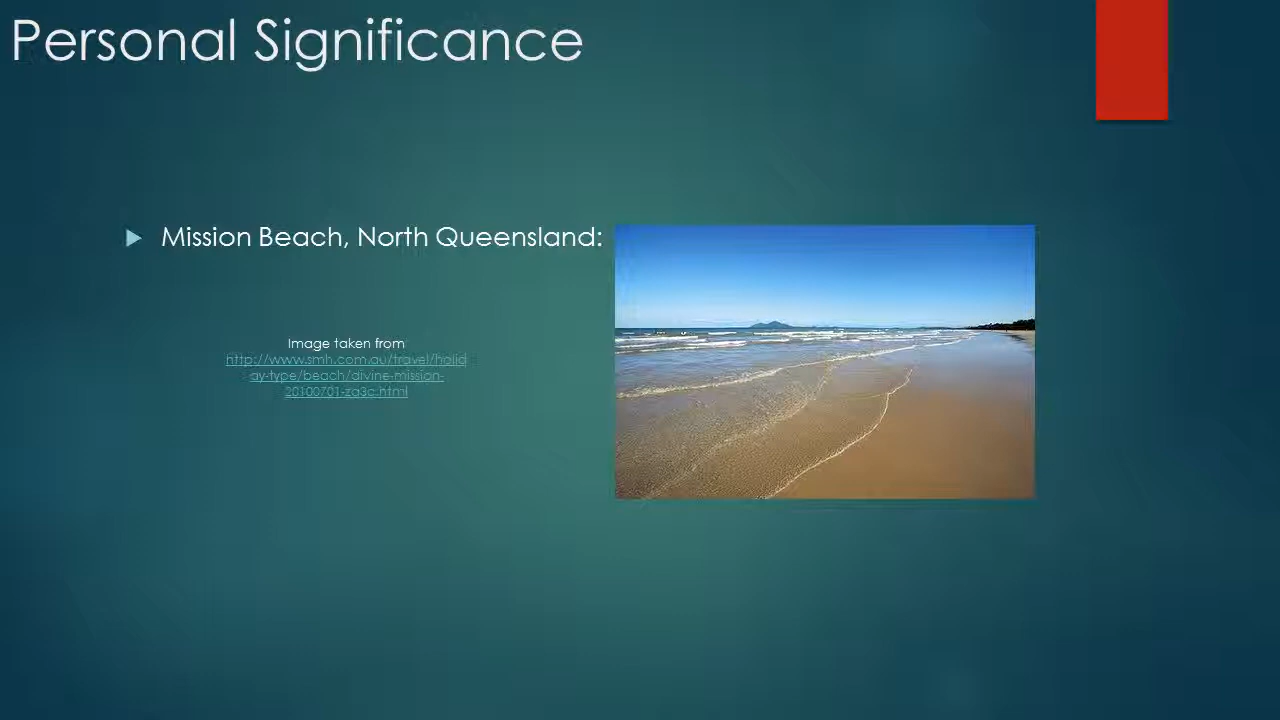 Personal Significance
Mission Beach, North Queensland:
Image taken from
http://www.smh.com.au/travel/holid
ay-type/beach/divine-mission-
20100701-zq3c.html